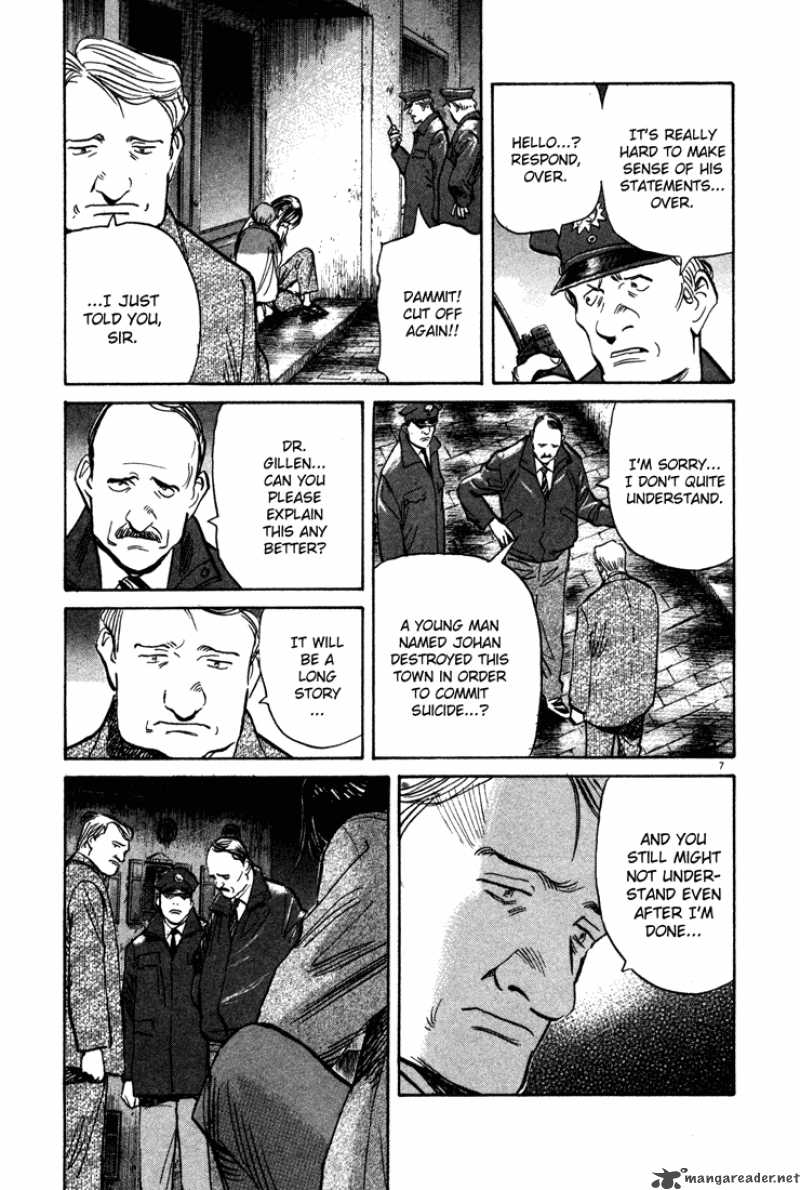 IT'S REALLY
HARD TO MAKE
SENSE OF HIS
STATEMENTS...
OVER.
HELLO...?
RESPOND,
OVER.
DAMMIT!
CUT OFF
AGAIN!!
...I JUST
TOLD YOU,
SIR.
I'M SORRY...
I DON'T QUITE
UNDERSTAND.
A YOUNG MAN
NAMED JOHAN
DESTROYED THIS
TOWN IN ORDER
TO COMMIT
SUICIDE...?
DR.
GILLEN...
CAN YOU
PLEASE
EXPLAIN
THIS ANY
BETTER?
IT WILL
BE A
LONG
STORY
...
7
AND YOU
STILL MIGHT
NOT UNDER-
STAND EVEN
AFTER I'M
DONE...
mangareader.net